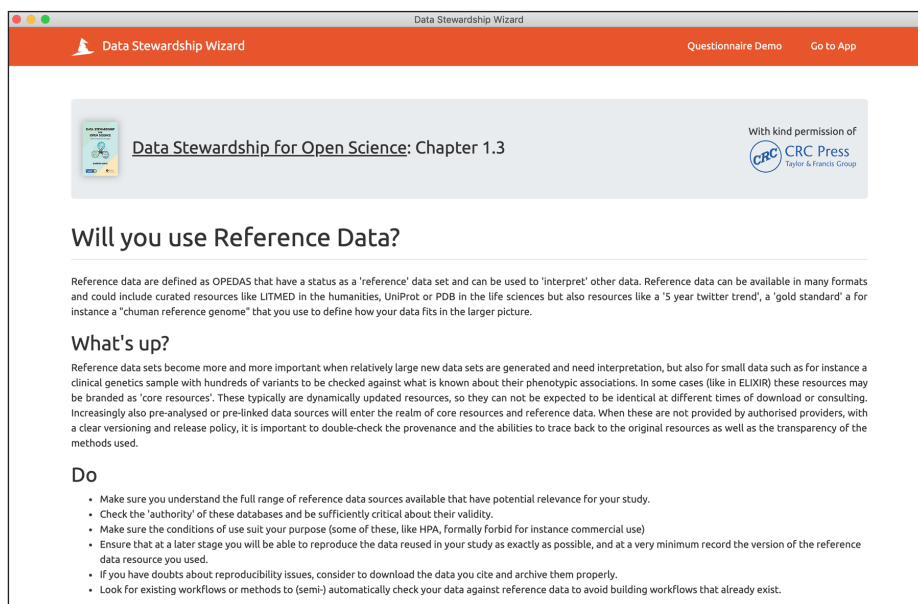 Data Stewardship Wizard
Data Stewardship Wizard
Questionnaire Demo Go to App
DATA STEWARDSHIP
OPEN SCIENCE
Data Stewardship for Open Science: Chapter 1.3
With kind permission of
CRC CRC Press
Taylor & Francis Group
Will you use Reference Data?
Reference data are defined as OPEDAS that have a status as a 'reference' data set and can be used to 'interpret' other data. Reference data can be available in many formats
and could include curated resources like LITMED in the humanities, UniProt or PDB in the life sciences but also resources like a '5 year twitter trend', a 'gold standard' a for
instance a "chuman reference genome" that you use to define how your data fits in the larger picture.
What's up?
Reference data sets become more and more important when relatively large new data sets are generated and need interpretation, but also for small data such as for instance a
clinical genetics sample with hundreds of variants to be checked against what is known about their phenotypic associations. In some cases (like in ELIXIR) these resources may
be branded as 'core resources'. These typically are dynamically updated resources, so they can not be expected to be identical at different times of download or consulting.
Increasingly also pre-analysed or pre-linked data sources will enter the realm of core resources and reference data. When these are not provided by authorised providers, with
a clear versioning and release policy, it is important to double-check the provenance and the abilities to trace back to the original resources as well as the transparency of the
methods used.
Do
• Make sure you understand the full range of reference data sources available that have potential relevance for your study.
• Check the 'authority' of these databases and be sufficiently critical about their validity.
• Make sure the conditions of use suit your purpose (some of these, like HPA, formally forbid for instance commercial use)
• Ensure that at a later stage you will be able to reproduce the data reused in your study as exactly as possible, and at a very minimum record the version of the reference
data resource you used.
• If you have doubts about reproducibility issues, consider to download the data you cite and archive them properly.
• Look for existing workflows or methods to (semi-) automatically check your data against reference data to avoid building workflows that already exist.